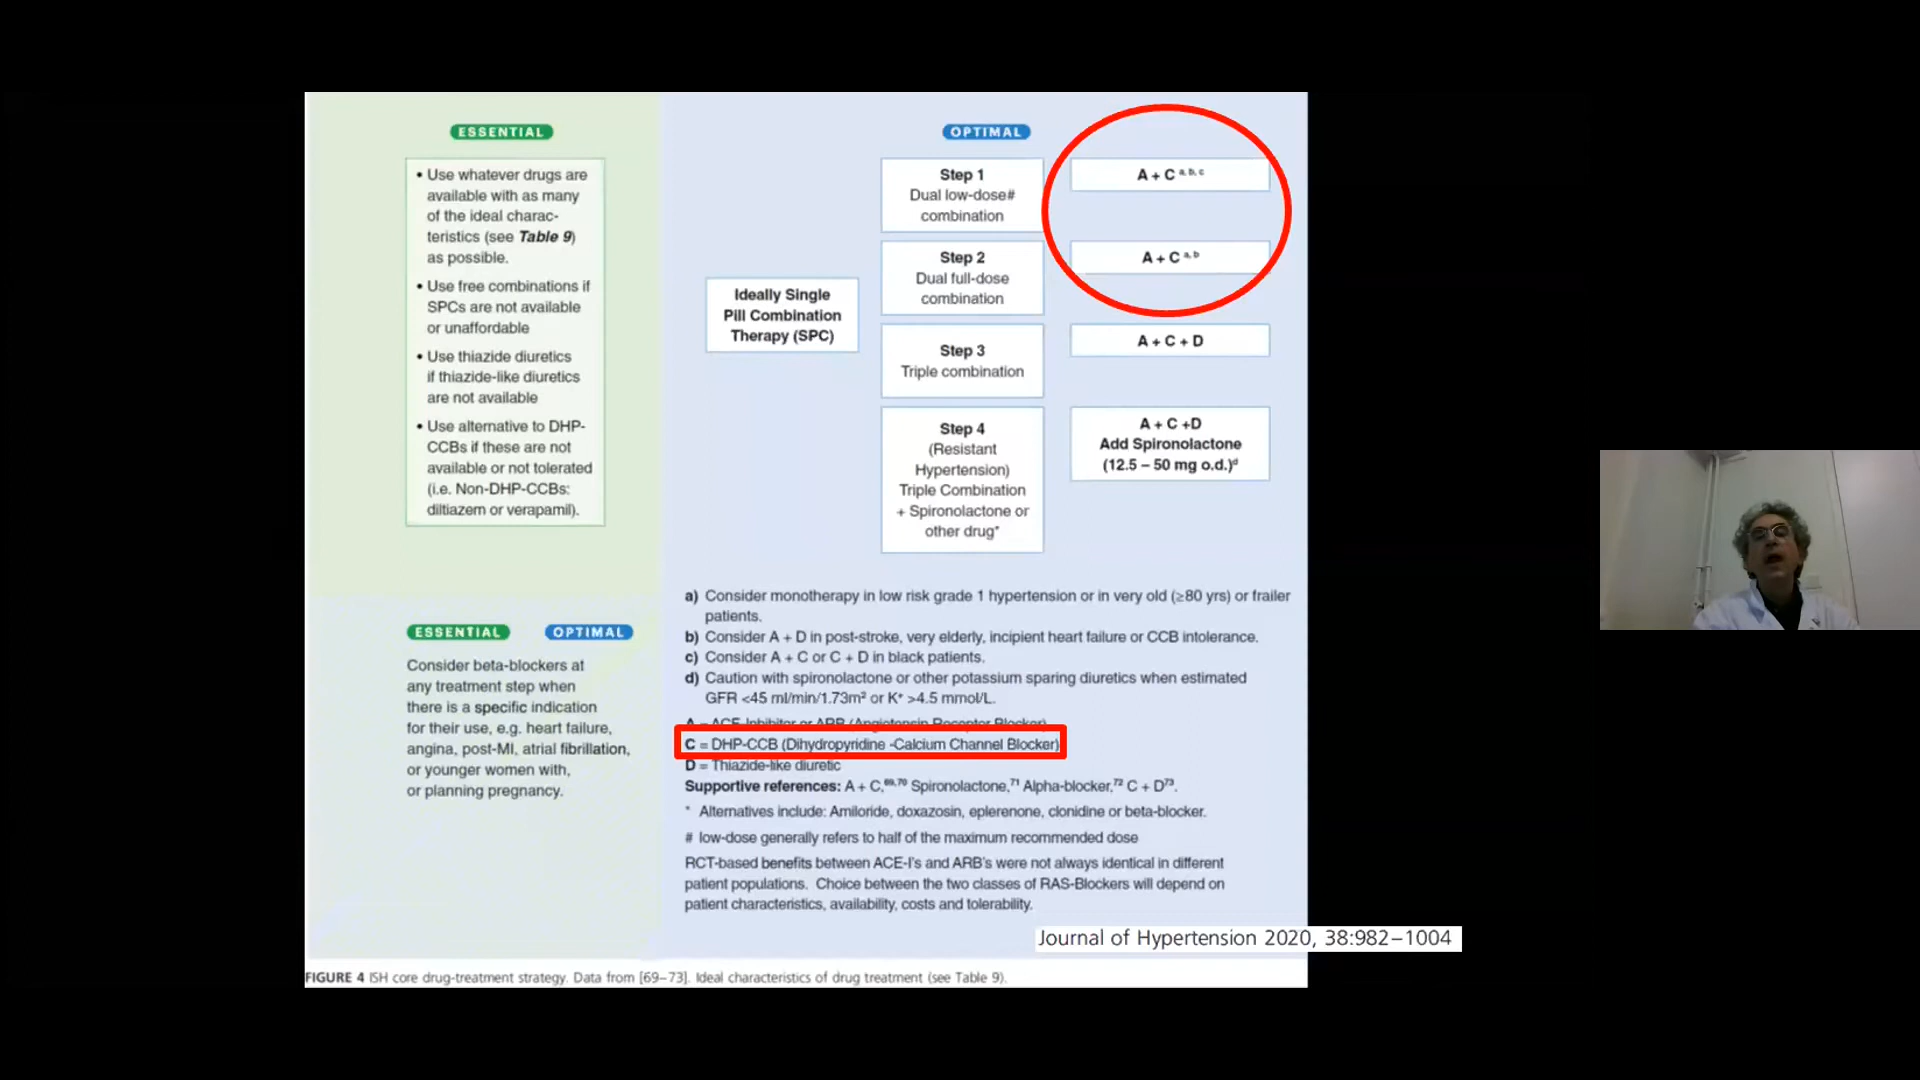 ESSENTIAL
• Use whatever drugs are
available with as many
of the ideal charac-
teristics (see Table 9)
as possible.
• Use free combinations if
SPCs are not available
or unaffordable
• Use thiazide diuretics
if thiazide-like diuretics
are not available
• Use alternative to DHP-
CCBs if these are not
available or not tolerated
(i.e. Non-DHP-CCBs:
diltiazem or verapamil).
OPTIMAL
Ideally Single
Pill Combination
Therapy (SPC)
Step 1
Dual low-dose#
combination
A + C a, b, c
Step 2
Dual full-dose
combination
A + C a, b
Step 3
Triple combination
A + C + D
Step 4
(Resistant
Hypertension)
Triple Combination
+ Spironolactone or
other drug*
A + C +D
Add Spironolactone
(12.5 – 50 mg o.d.)d
ESSENTIAL OPTIMAL
Consider beta-blockers at
any treatment step when
there is a specific indication
for their use, e.g. heart failure,
angina, post-MI, atrial fibrillation,
or younger women with,
or planning pregnancy.
a) Consider monotherapy in low risk grade 1 hypertension or in very old (≥80 yrs) or frailer
patients.
b) Consider A + D in post-stroke, very elderly, incipient heart failure or CCB intolerance.
c) Consider A + C or C + D in black patients.
d) Caution with spironolactone or other potassium sparing diuretics when estimated
GFR <45 ml/min/1.73m² or K⁺ >4.5 mmol/L.
A = ACE-Inhibitor or ARB (Angiotensin Receptor Blocker)
C = DHP-CCB (Dihydropyridine -Calcium Channel Blocker)
D = Thiazide-like diuretic
Supportive references: A + C,69,70 Spironolactone,71 Alpha-blocker,72 C + D73.
* Alternatives include: Amiloride, doxazosin, eplerenone, clonidine or beta-blocker.
# low-dose generally refers to half of the maximum recommended dose
RCT-based benefits between ACE-I's and ARB's were not always identical in different
patient populations. Choice between the two classes of RAS-Blockers will depend on
patient characteristics, availability, costs and tolerability.
Journal of Hypertension 2020, 38:982–1004
FIGURE 4 ISH core drug-treatment strategy. Data from [69–73]. Ideal characteristics of drug treatment (see Table 9).